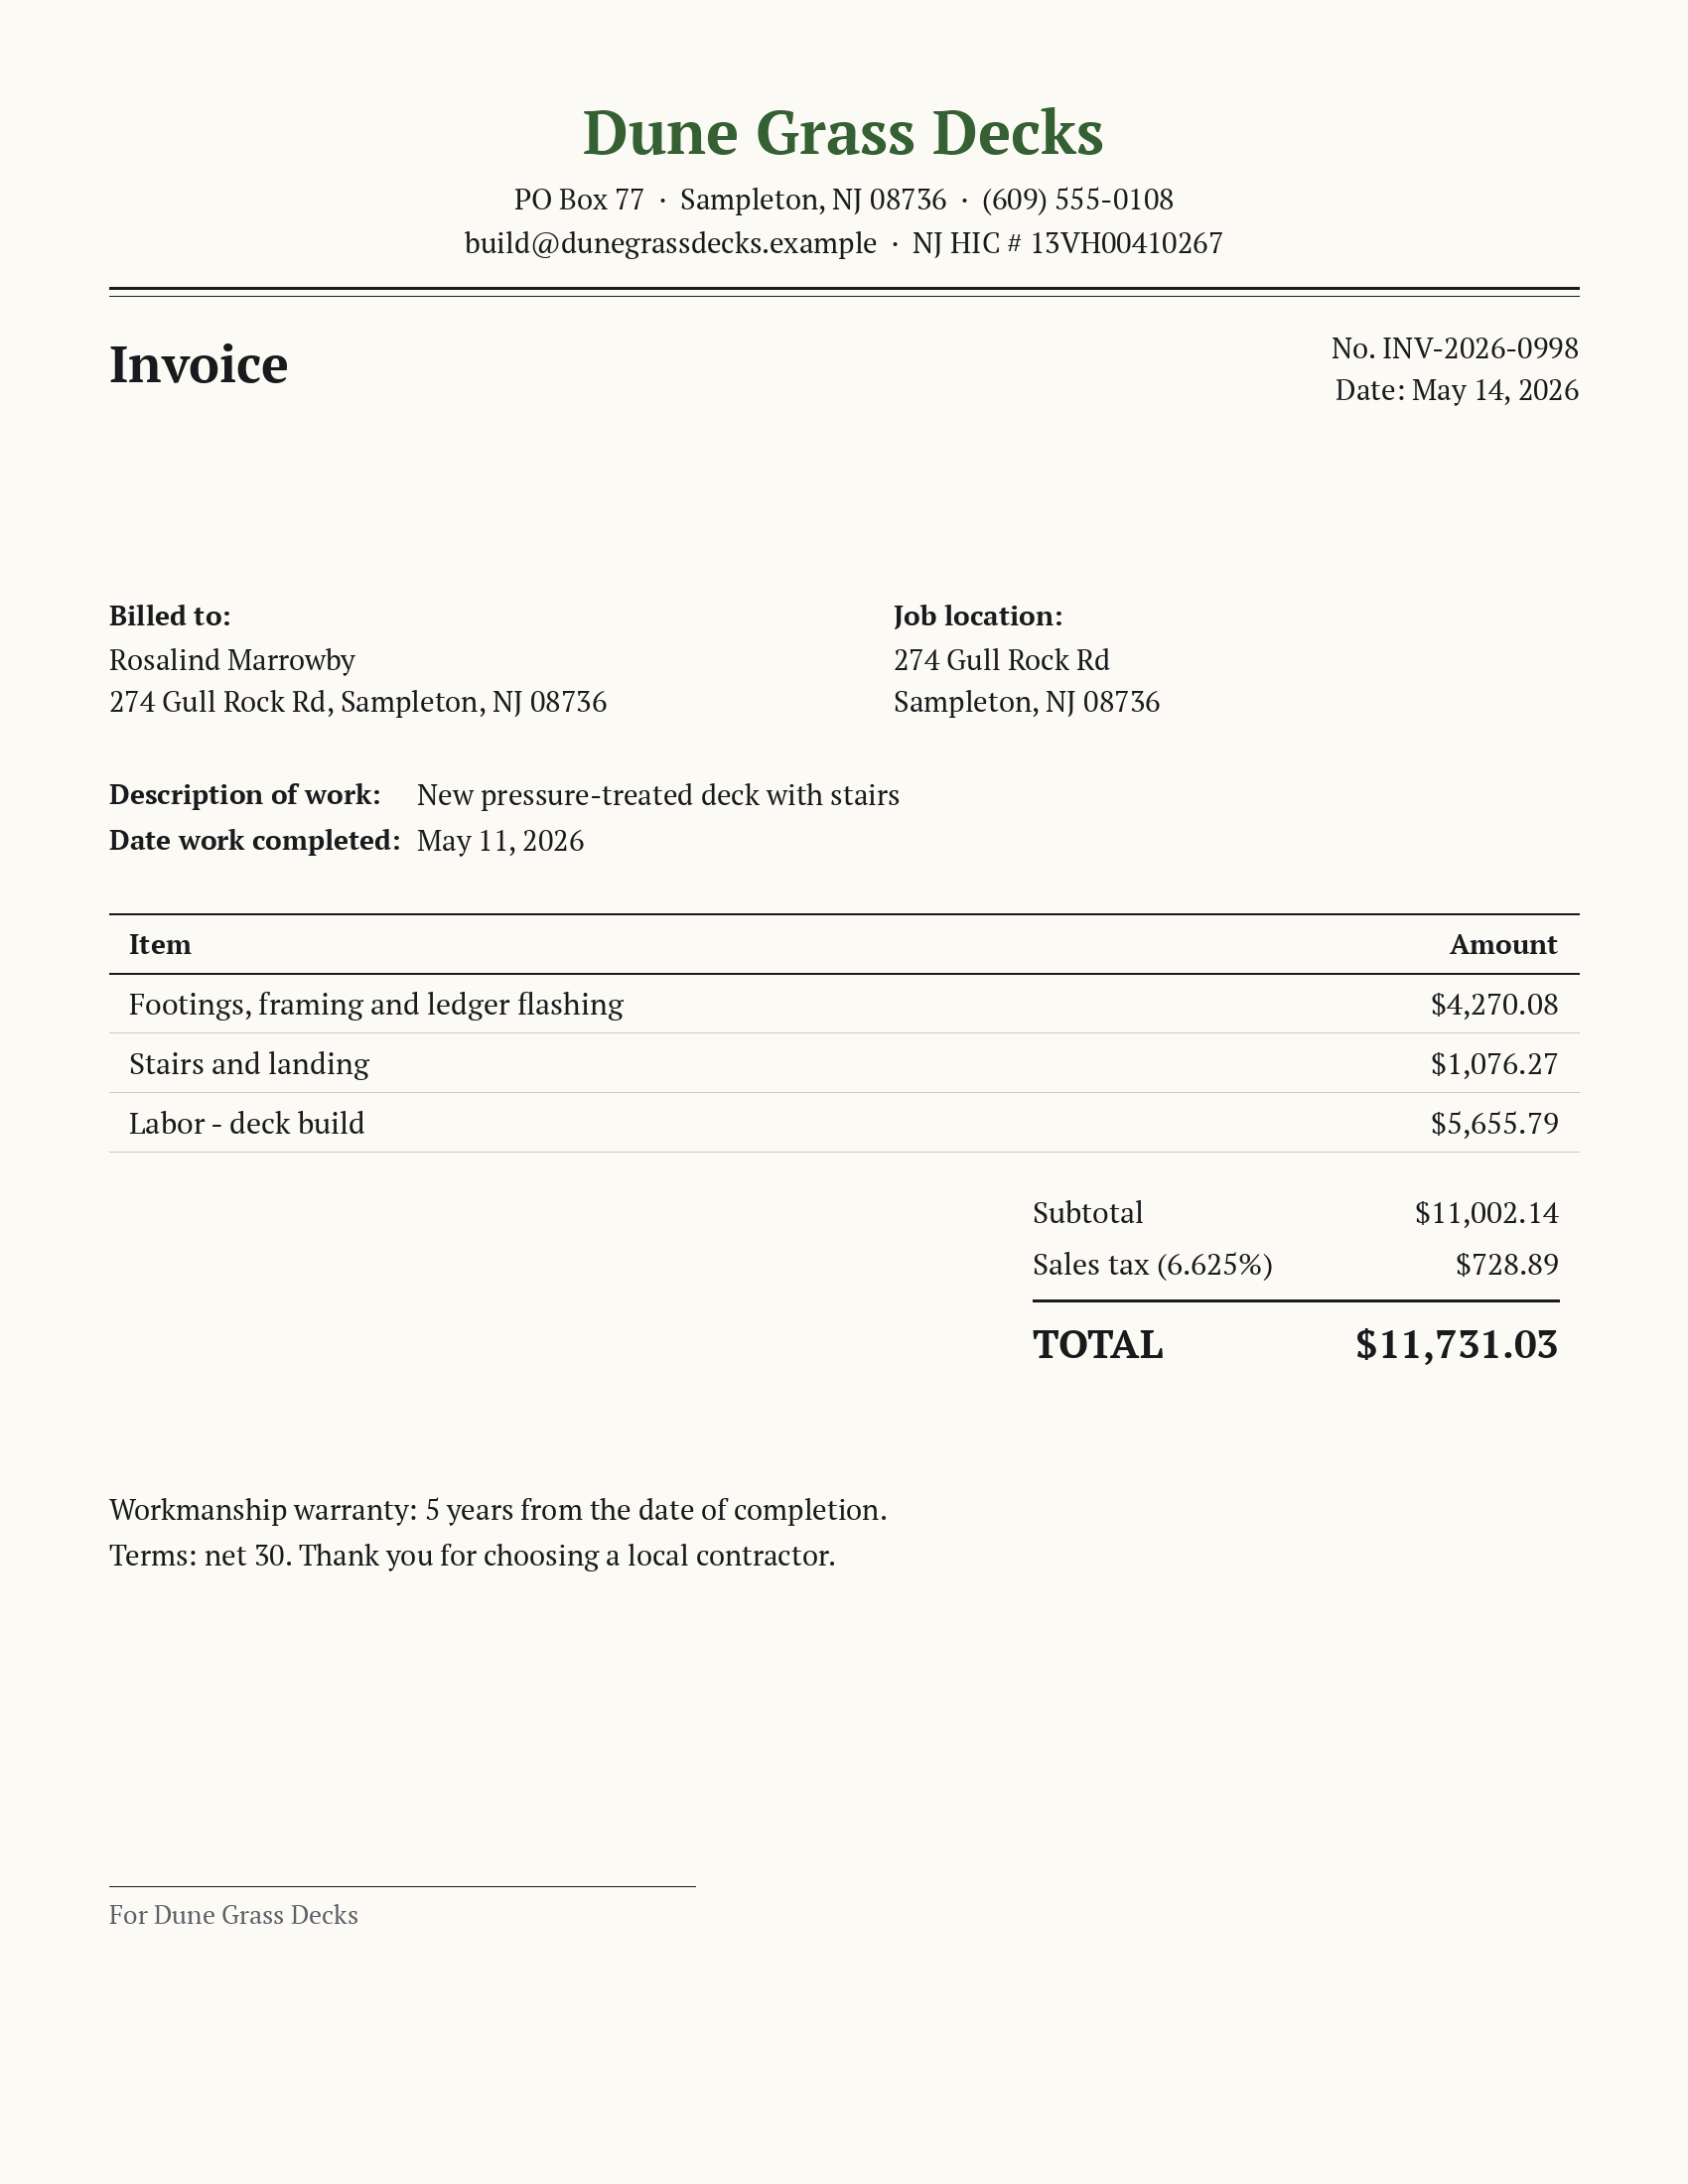 Dune Grass Decks
PO Box 77 · Sampleton, NJ 08736 · (609) 555-0108
build@dunegrassdecks.example · NJ HIC # 13VH00410267
Invoice
No. INV-2026-0998
Date: May 14, 2026
Billed to:
Rosalind Marrowby
274 Gull Rock Rd, Sampleton, NJ 08736
Job location:
274 Gull Rock Rd
Sampleton, NJ 08736
Description of work: New pressure-treated deck with stairs
Date work completed: May 11, 2026
Item Amount
Footings, framing and ledger flashing $4,270.08
Stairs and landing $1,076.27
Labor - deck build $5,655.79
Subtotal $11,002.14
Sales tax (6.625%) $728.89
TOTAL $11,731.03
Workmanship warranty: 5 years from the date of completion.
Terms: net 30. Thank you for choosing a local contractor.
For Dune Grass Decks